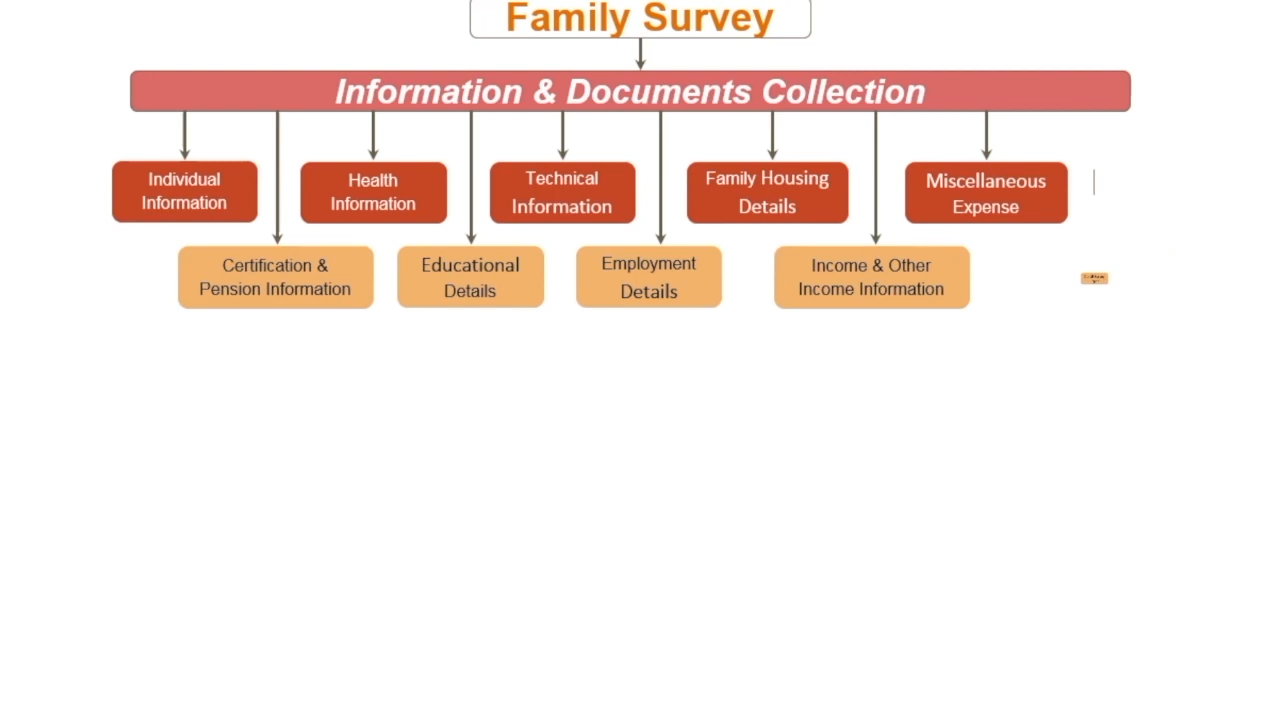 Family Survey
Information & Documents Collection
Individual
Information
Health
Information
Technical
Information
Family Housing
Details
Miscellaneous
Expense
Certification &
Pension Information
Educational
Details
Employment
Details
Income & Other
Income Information